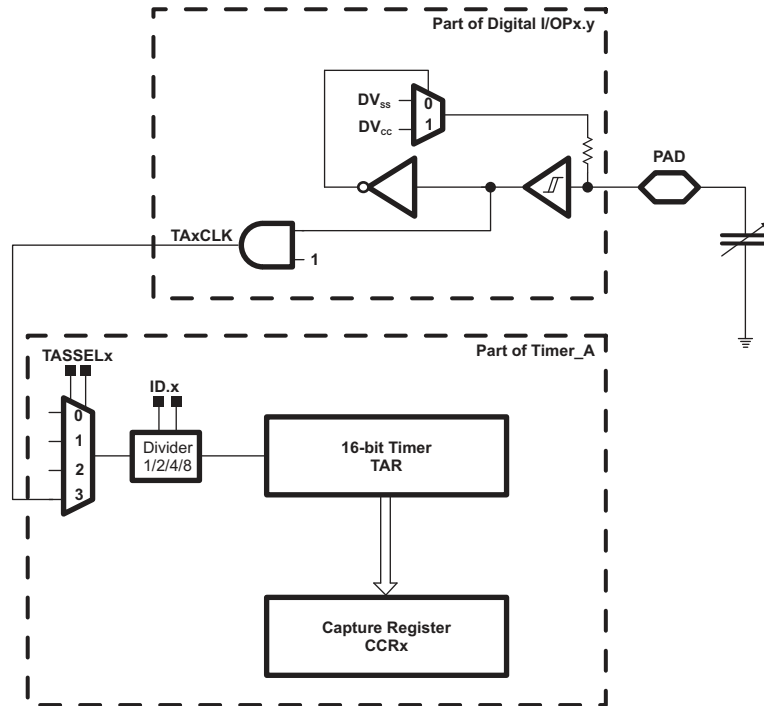 Part of Digital I/OPx.y
DVss
0
DVcc
1
PAD
TAxCLK
1
Part of Timer_A
TASSELx
ID.x
0
1
2
3
Divider
1/2/4/8
16-bit Timer
TAR
Capture Register
CCRx